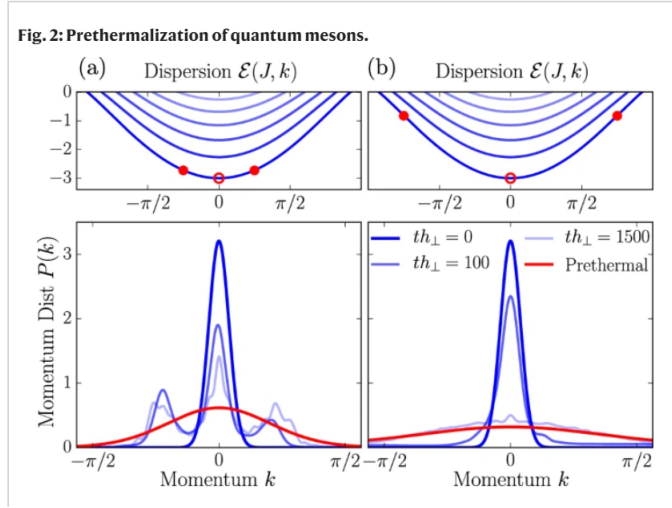 Fig. 2: Prethermalization of quantum mesons.
(a) Dispersion ℰ(J, k) (b) Dispersion ℰ(J, k)
0
−1
−2
−3
−π/2 0 π/2 −π/2 0 π/2
Momentum Dist P(k)
3
2
1
0
th⊥ = 0 th⊥ = 1500
th⊥ = 100 Prethermal
−π/2 0 π/2 −π/2 0 π/2
Momentum k Momentum k